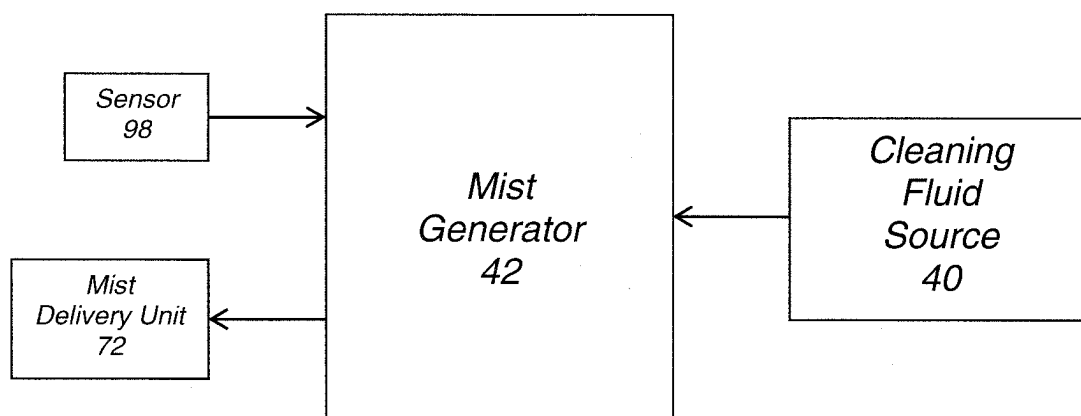 Sensor
98
Mist
Delivery Unit
72
Mist
Generator
42
Cleaning
Fluid
Source
40